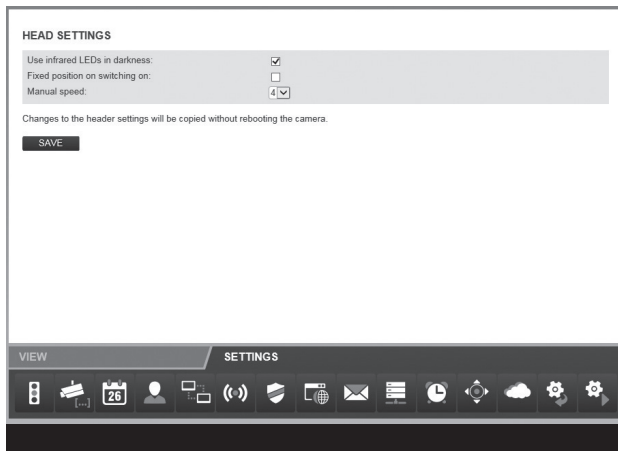 HEAD SETTINGS
Use infrared LEDs in darkness:
Fixed position on switching on:
Manual speed: 4
Changes to the header settings will be copied without rebooting the camera.
SAVE
VIEW SETTINGS
[...]
26